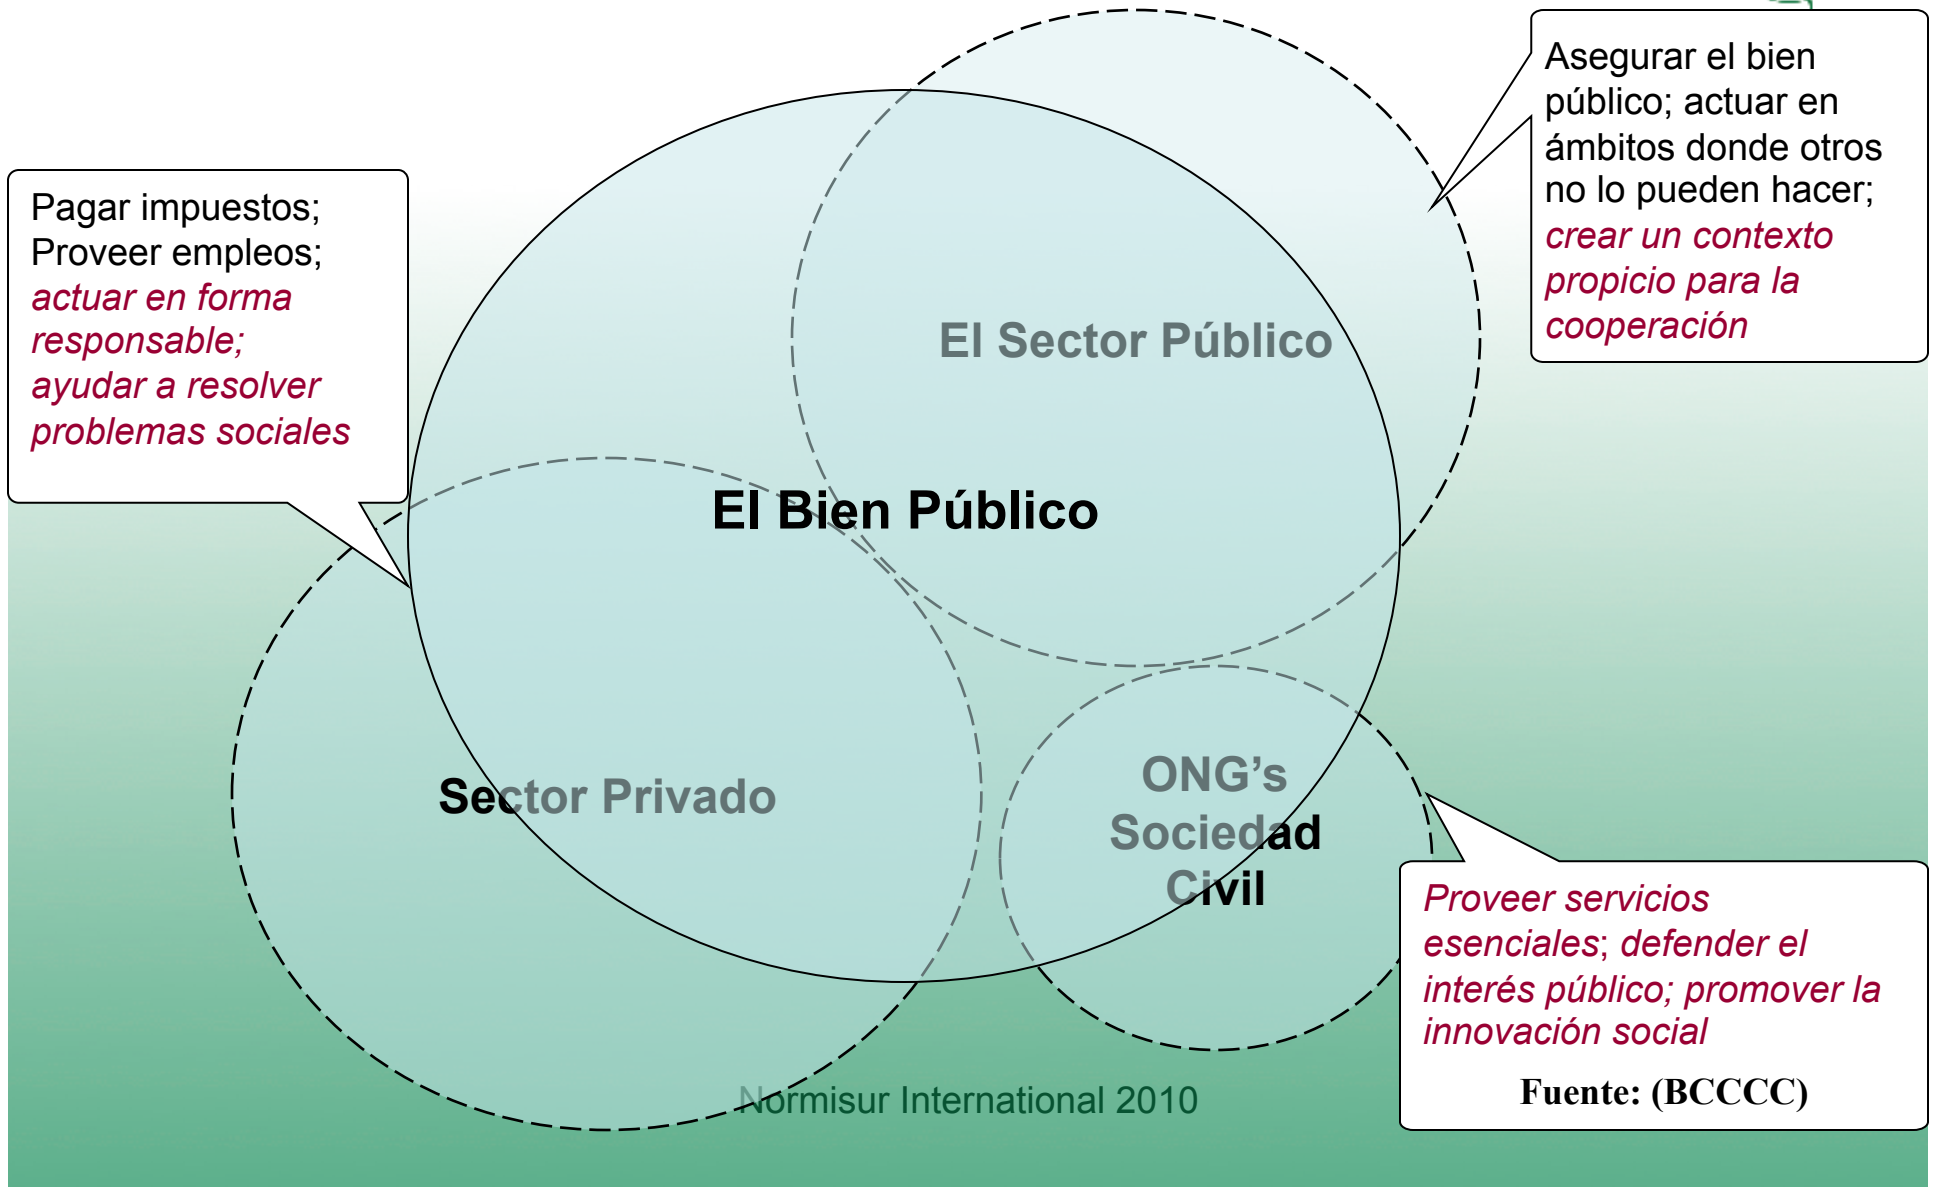 Asegurar el bien
público; actuar en
ámbitos donde otros
no lo pueden hacer;
crear un contexto
propicio para la
cooperación
Pagar impuestos;
Proveer empleos;
actuar en forma
responsable;
ayudar a resolver
problemas sociales
El Sector Público
El Bien Público
Sector Privado
ONG’s
Sociedad
Civil
Proveer servicios
esenciales; defender el
interés público; promover la
innovación social
Fuente: (BCCCC)
Normisur International 2010